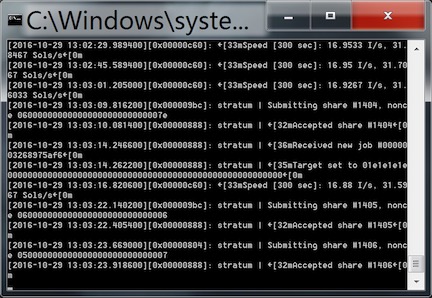 C:\Windows\syste...
[2016-10-29 13:02:29.989400][0x00000c60]: ←[33mSpeed [300 sec]: 16.9533 I/s, 31.
8467 Sols/s←[0m
[2016-10-29 13:02:45.589400][0x00000c60]: ←[33mSpeed [300 sec]: 16.95 I/s, 31.70
67 Sols/s←[0m
[2016-10-29 13:03:01.205000][0x00000c60]: ←[33mSpeed [300 sec]: 16.9267 I/s, 31.
6033 Sols/s←[0m
[2016-10-29 13:03:09.816200][0x000009bc]: stratum | Submitting share #1404, nonc
e 060000000000000000000000007e
[2016-10-29 13:03:10.081400][0x00000888]: stratum | ←[32mAccepted share #1404←[0
m
[2016-10-29 13:03:14.246600][0x00000888]: stratum | ←[36mReceived new job #00000
03268975af6←[0m
[2016-10-29 13:03:14.262200][0x00000888]: stratum | ←[35mTarget set to 01e1e1e1e
[2016-10-29 13:03:16.820600][0x00000c60]: ←[33mSpeed [300 sec]: 16.88 I/s, 31.59
67 Sols/s←[0m
[2016-10-29 13:03:22.140200][0x000009bc]: stratum | Submitting share #1405, nonc
[2016-10-29 13:03:22.405400][0x00000888]: stratum | ←[32mAccepted share #1405←[0
m
[2016-10-29 13:03:23.669000][0x00000804]: stratum | Submitting share #1406, nonc
[2016-10-29 13:03:23.918600][0x00000888]: stratum | ←[32mAccepted share #1406←[0
m